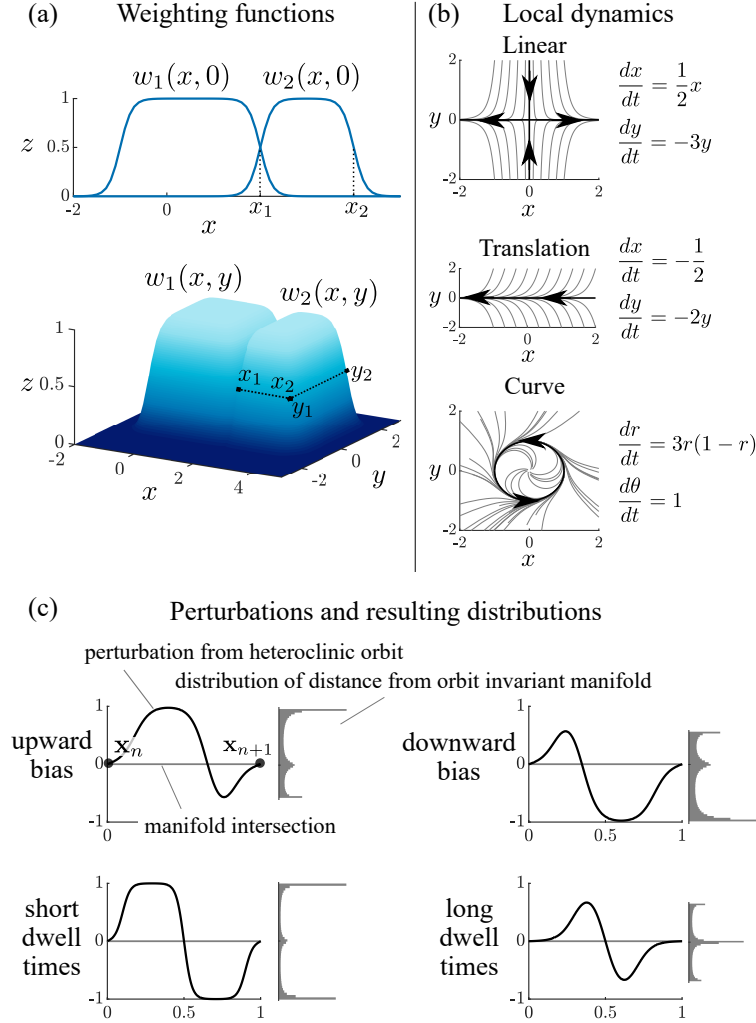 (a) Weighting functions
w₁(x, 0) w₂(x, 0)
1
z 0.5
0
-2 0 x₁ x₂
x
w₁(x, y) w₂(x, y)
1
z 0.5
0
x₁ x₂ y₁ y₂
-2 0 2 4
x
-2 0 2
y
(b) Local dynamics
Linear
2
y 0
-2
-2 0 2
x
dx/dt = 1/2 x
dy/dt = −3y
Translation
2
y 0
-2
-2 0 2
x
dx/dt = −1/2
dy/dt = −2y
Curve
2
y 0
-2
-2 0 2
x
dr/dt = 3r(1 − r)
dθ/dt = 1
(c) Perturbations and resulting distributions
perturbation from heteroclinic orbit
distribution of distance from orbit invariant manifold
upward
bias
1
0
-1
xₙ xₙ₊₁
manifold intersection
0 0.5 1
downward
bias
1
0
-1
0 0.5 1
short
dwell
times
1
0
-1
0 0.5 1
long
dwell
times
1
0
-1
0 0.5 1